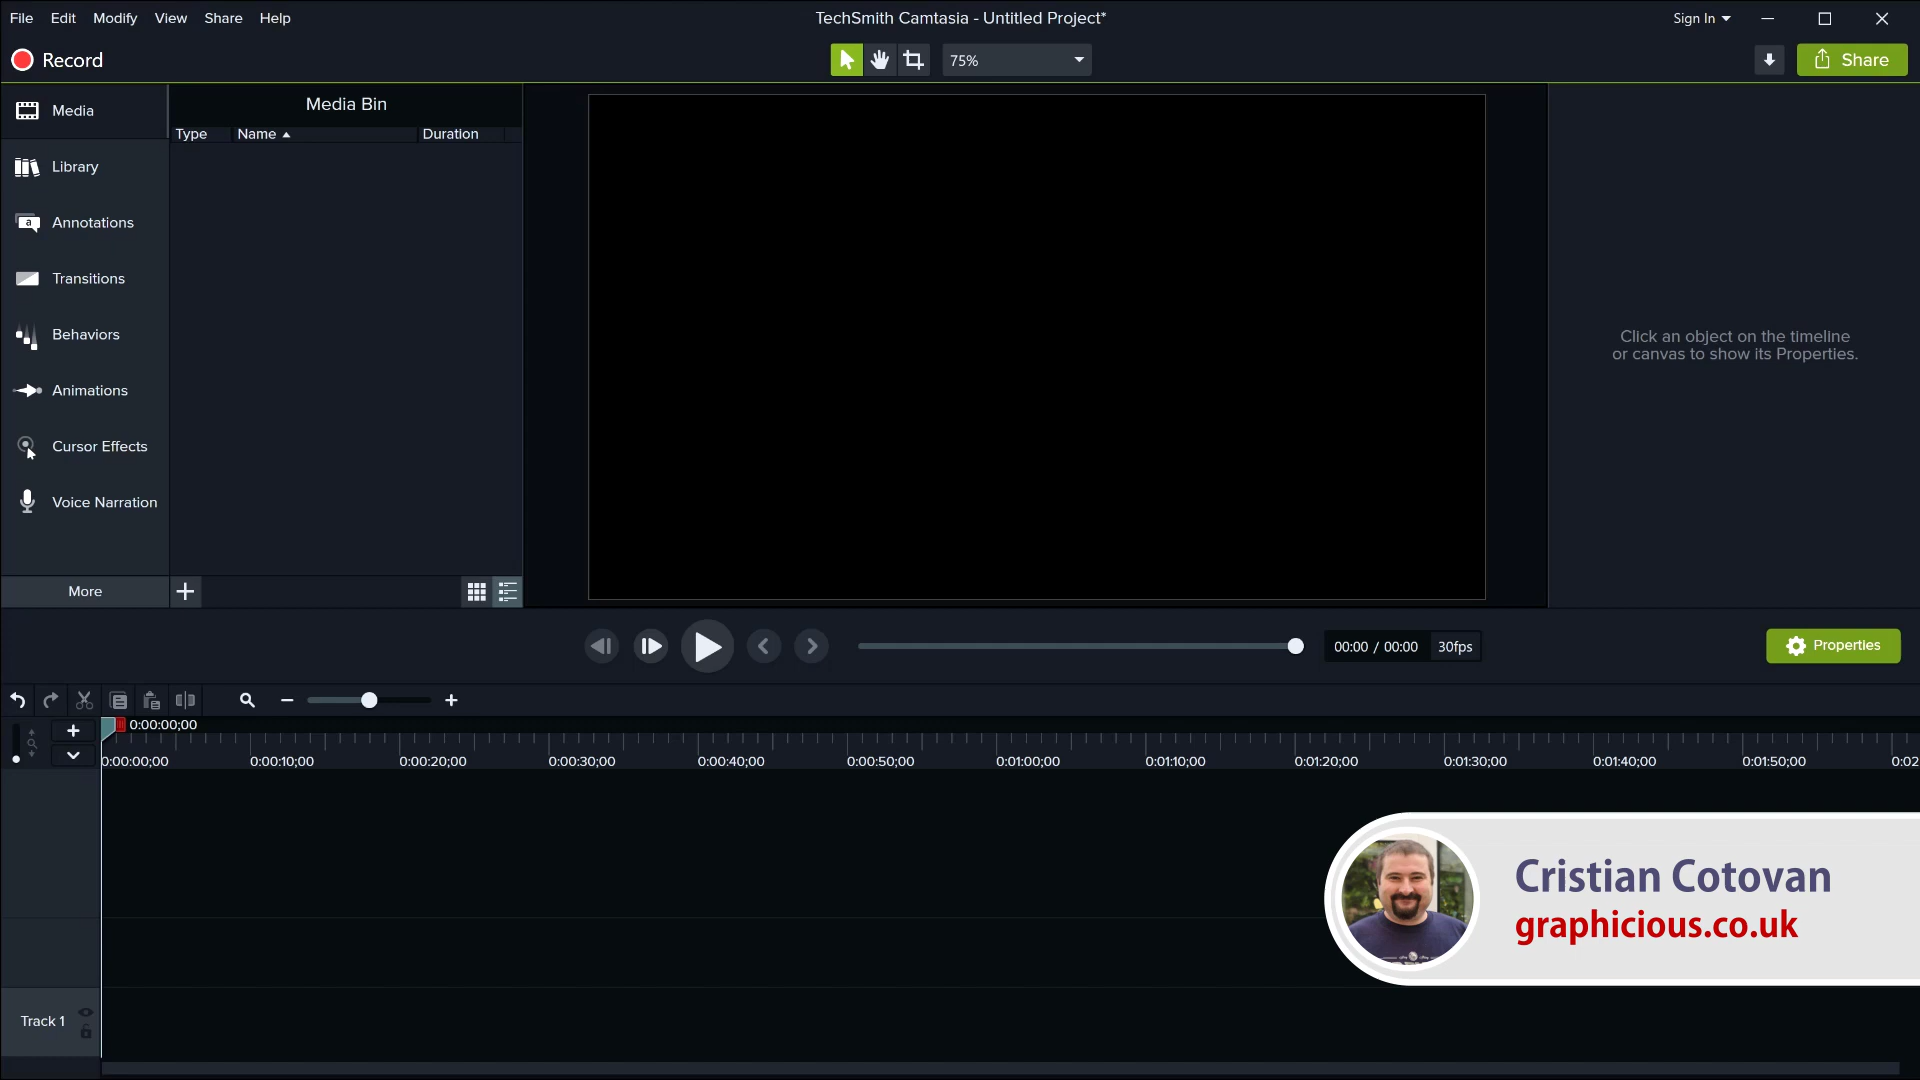 File Edit Modify View Share Help
TechSmith Camtasia - Untitled Project*
Sign In
Record
75%
Share
Media
Library
Annotations
Transitions
Behaviors
Animations
Cursor Effects
Voice Narration
More
Media Bin
Type Name Duration
Click an object on the timeline
or canvas to show its Properties.
00:00 / 00:00 30fps
Properties
0:00:00;00
0:00:00;00 0:00:10;00 0:00:20;00 0:00:30;00 0:00:40;00 0:00:50;00 0:01:00;00 0:01:10;00 0:01:20;00 0:01:30;00 0:01:40;00 0:01:50;00 0:02
Cristian Cotovan
graphicious.co.uk
Track 1